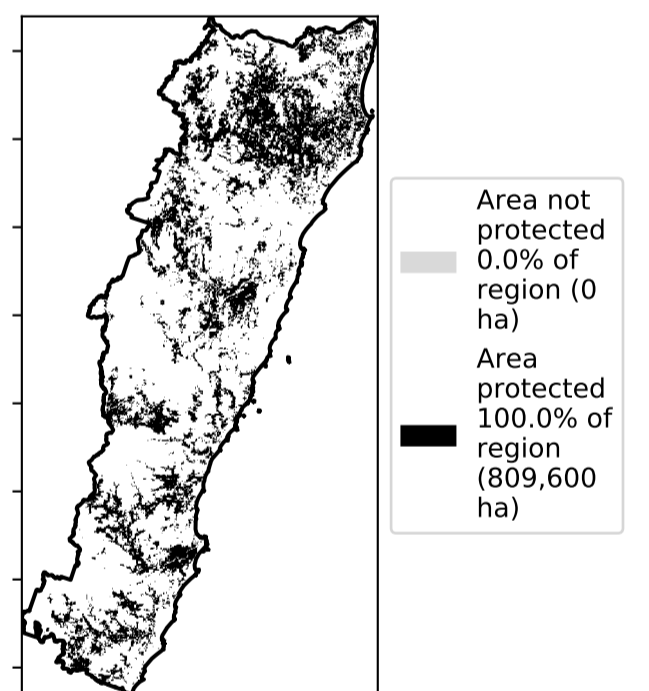 Area not
protected
0.0% of
region (0
ha)
Area
protected
100.0% of
region
(809,600
ha)